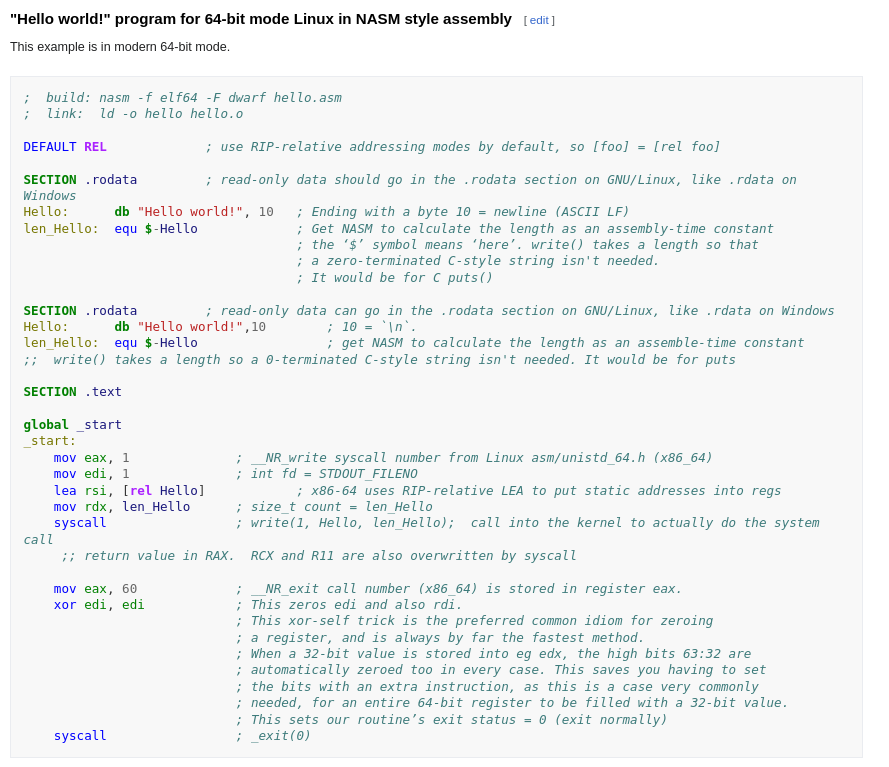 "Hello world!" program for 64-bit mode Linux in NASM style assembly [ edit ]
This example is in modern 64-bit mode.
;  build: nasm -f elf64 -F dwarf hello.asm
;  link:  ld -o hello hello.o
DEFAULT REL             ; use RIP-relative addressing modes by default, so [foo] = [rel foo]
SECTION .rodata         ; read-only data should go in the .rodata section on GNU/Linux, like .rdata on
Windows
Hello:      db "Hello world!", 10   ; Ending with a byte 10 = newline (ASCII LF)
len_Hello:  equ $-Hello             ; Get NASM to calculate the length as an assembly-time constant
                                    ; the ‘$’ symbol means ‘here’. write() takes a length so that
                                    ; a zero-terminated C-style string isn't needed.
                                    ; It would be for C puts()
SECTION .rodata         ; read-only data can go in the .rodata section on GNU/Linux, like .rdata on Windows
Hello:      db "Hello world!",10        ; 10 = `\n`.
len_Hello:  equ $-Hello                 ; get NASM to calculate the length as an assemble-time constant
;;  write() takes a length so a 0-terminated C-style string isn't needed. It would be for puts
SECTION .text
global _start
_start:
    mov eax, 1              ; __NR_write syscall number from Linux asm/unistd_64.h (x86_64)
    mov edi, 1              ; int fd = STDOUT_FILENO
    lea rsi, [rel Hello]            ; x86-64 uses RIP-relative LEA to put static addresses into regs
    mov rdx, len_Hello      ; size_t count = len_Hello
    syscall                 ; write(1, Hello, len_Hello);  call into the kernel to actually do the system
call
     ;; return value in RAX.  RCX and R11 are also overwritten by syscall
    mov eax, 60             ; __NR_exit call number (x86_64) is stored in register eax.
    xor edi, edi            ; This zeros edi and also rdi.
                            ; This xor-self trick is the preferred common idiom for zeroing
                            ; a register, and is always by far the fastest method.
                            ; When a 32-bit value is stored into eg edx, the high bits 63:32 are
                            ; automatically zeroed too in every case. This saves you having to set
                            ; the bits with an extra instruction, as this is a case very commonly
                            ; needed, for an entire 64-bit register to be filled with a 32-bit value.
                            ; This sets our routine’s exit status = 0 (exit normally)
    syscall                 ; _exit(0)